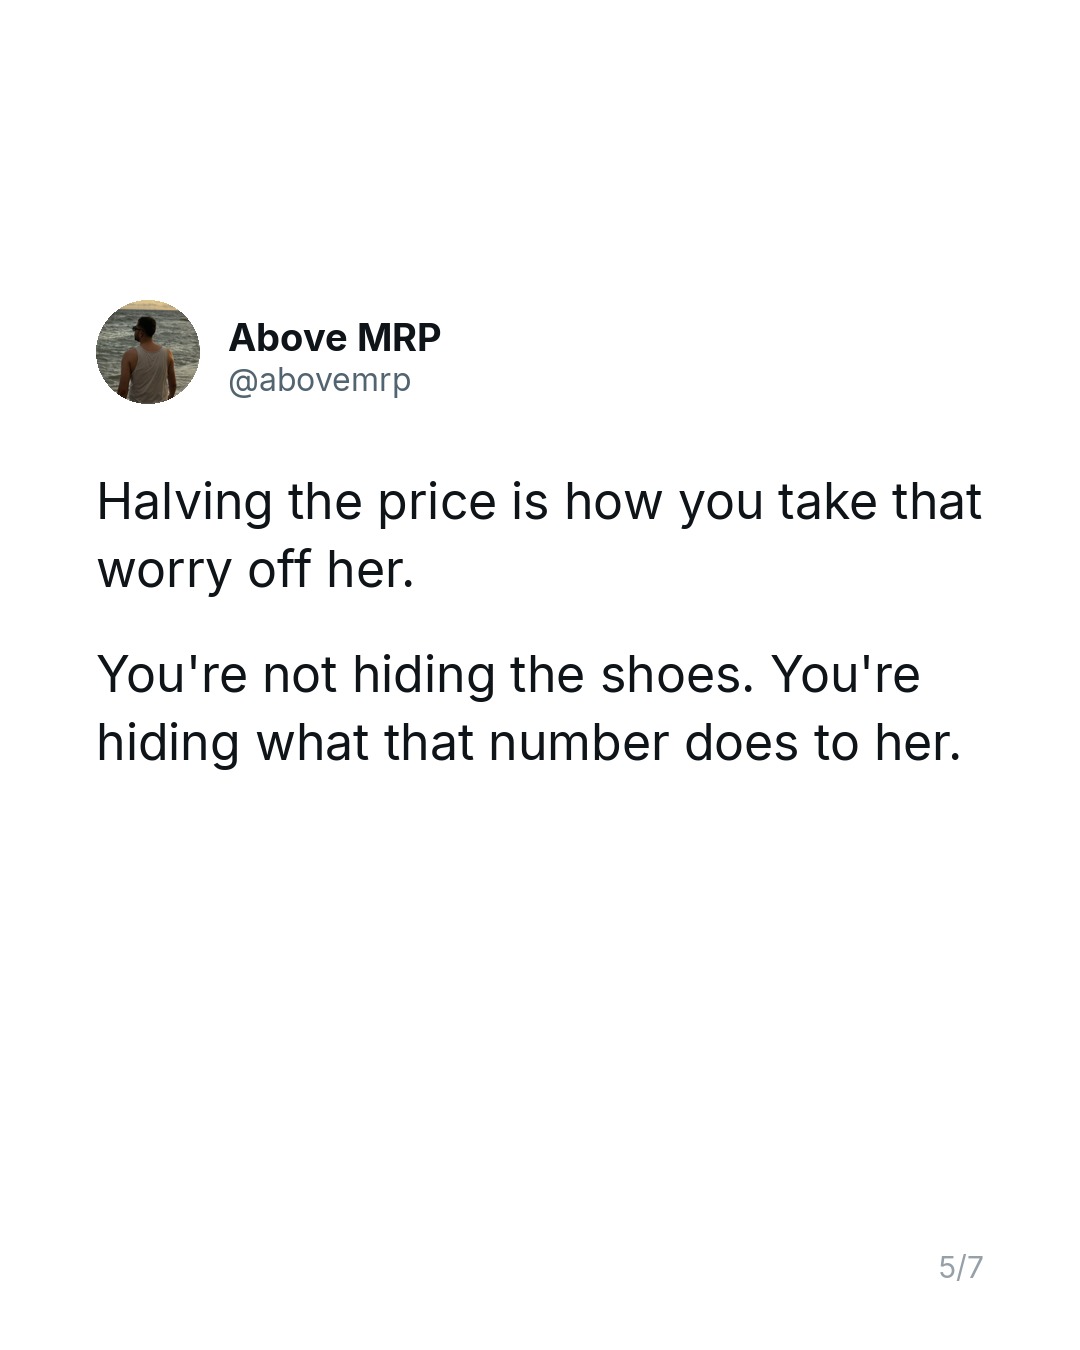 Above MRP
@abovemrp
Halving the price is how you take that
worry off her.
You're not hiding the shoes. You're
hiding what that number does to her.
5/7